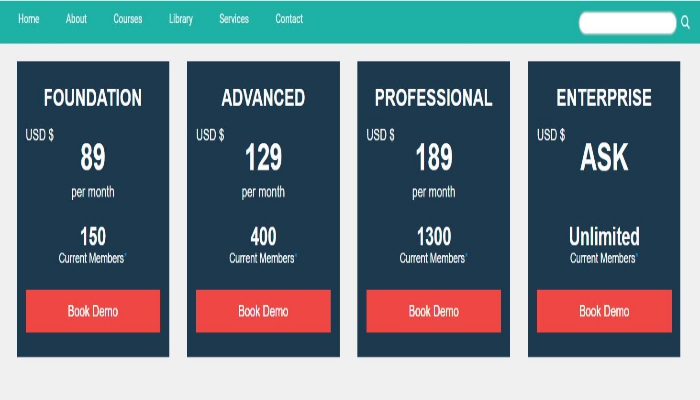 Home About Courses Library Services Contact
FOUNDATION
USD $
89
per month
150
Current Members*
Book Demo
ADVANCED
USD $
129
per month
400
Current Members*
Book Demo
PROFESSIONAL
USD $
189
per month
1300
Current Members*
Book Demo
ENTERPRISE
USD $
ASK
Unlimited
Current Members*
Book Demo